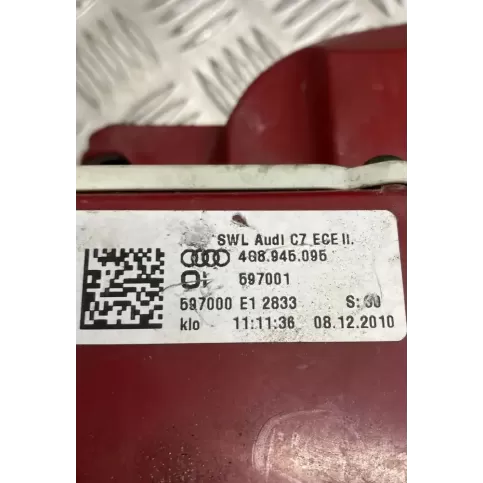 SWL Audi C7 ECE II.
4G8.945.095
597001
597000 E1 2833 S: 30
klo 11:11:36 08.12.2010